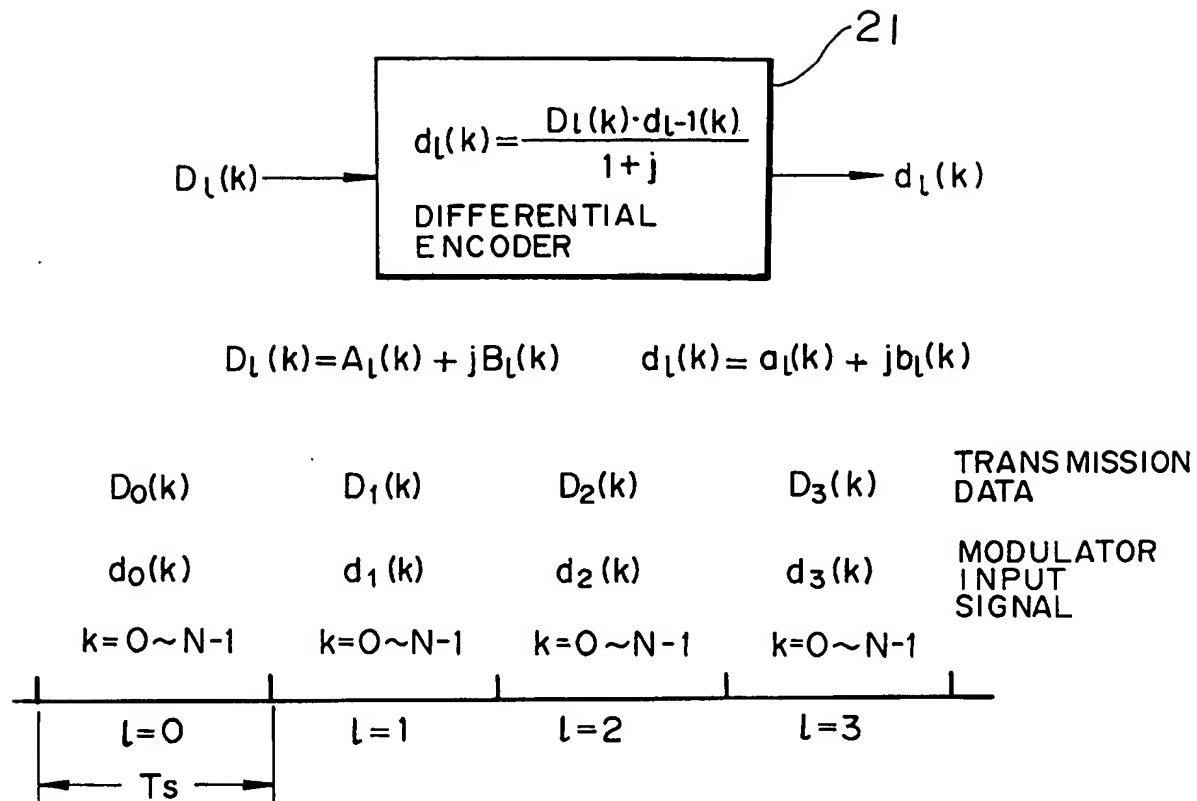 21
dl(k)=Dl(k)·dl-1(k)/1+j
Dl(k)
dl(k)
DIFFERENTIAL
ENCODER
Dl(k)=Al(k) + jBl(k) dl(k)= al(k) + jbl(k)
D0(k) D1(k) D2(k) D3(k) TRANSMISSION
DATA
d0(k) d1(k) d2(k) d3(k) MODULATOR
INPUT
SIGNAL
k=0~N-1 k=0~N-1 k=0~N-1 k=0~N-1
l=0 l=1 l=2 l=3
Ts